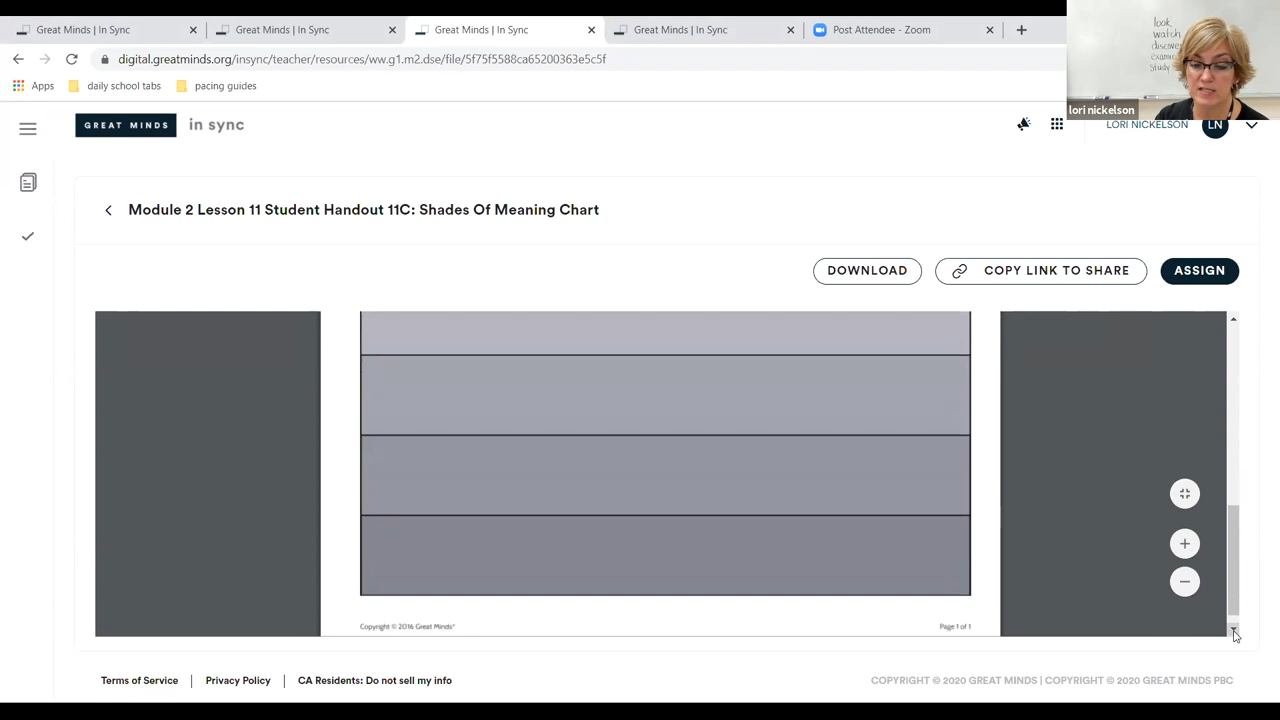 Great Minds | In Sync
Great Minds | In Sync
Great Minds | In Sync
Great Minds | In Sync
Post Attendee - Zoom
digital.greatminds.org/insync/teacher/resources/ww.g1.m2.dse/file/5f75f5588ca65200363e5c5f
Apps
daily school tabs
pacing guides
look
watch
study
lori nickelson
GREAT MINDS
in sync
LORI NICKELSON
LN
Module 2 Lesson 11 Student Handout 11C: Shades Of Meaning Chart
DOWNLOAD
COPY LINK TO SHARE
ASSIGN
Copyright © 2016 Great Minds®
Page 1 of 1
Terms of Service
Privacy Policy
CA Residents: Do not sell my info
COPYRIGHT © 2020 GREAT MINDS | COPYRIGHT © 2020 GREAT MINDS PBC